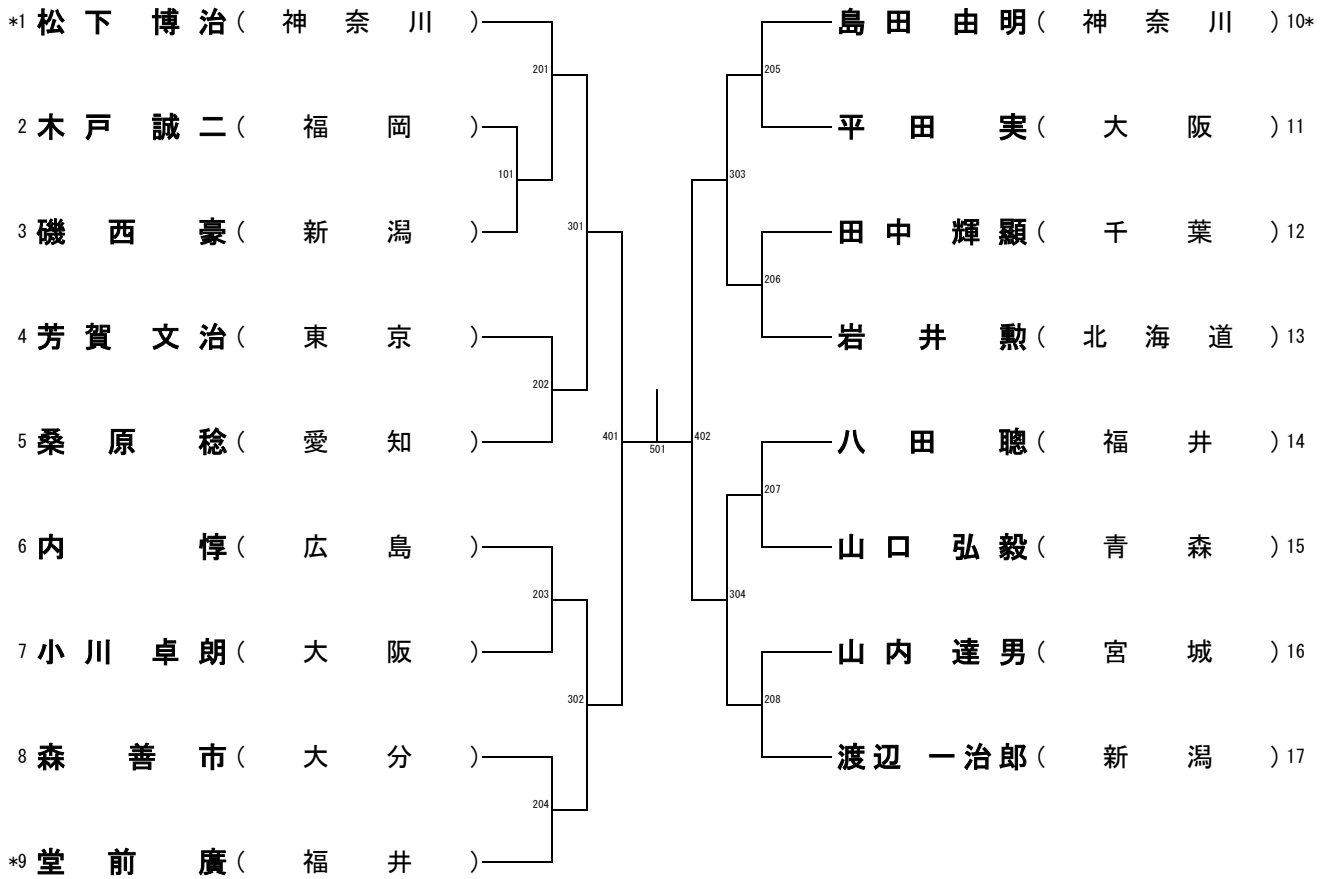 *1 松下 博治 ( 神奈川 )
201
2 木戸 誠二 ( 福岡 )
101
3 磯西 豪 ( 新潟 )
301
4 芳賀 文治 ( 東京 )
202
5 桑原 稔 ( 愛知 )
401
6 内 惇 ( 広島 )
203
7 小川 卓朗 ( 大阪 )
302
8 森 善市 ( 大分 )
204
*9 堂前 廣 ( 福井 )
501
島田 由明 ( 神奈川 ) 10*
205
平田 実 ( 大阪 ) 11
303
田中 輝顯 ( 千葉 ) 12
206
岩井 勲 ( 北海道 ) 13
402
八田 聰 ( 福井 ) 14
207
山口 弘毅 ( 青森 ) 15
304
山内 達男 ( 宮城 ) 16
208
渡辺 一治郎 ( 新潟 ) 17